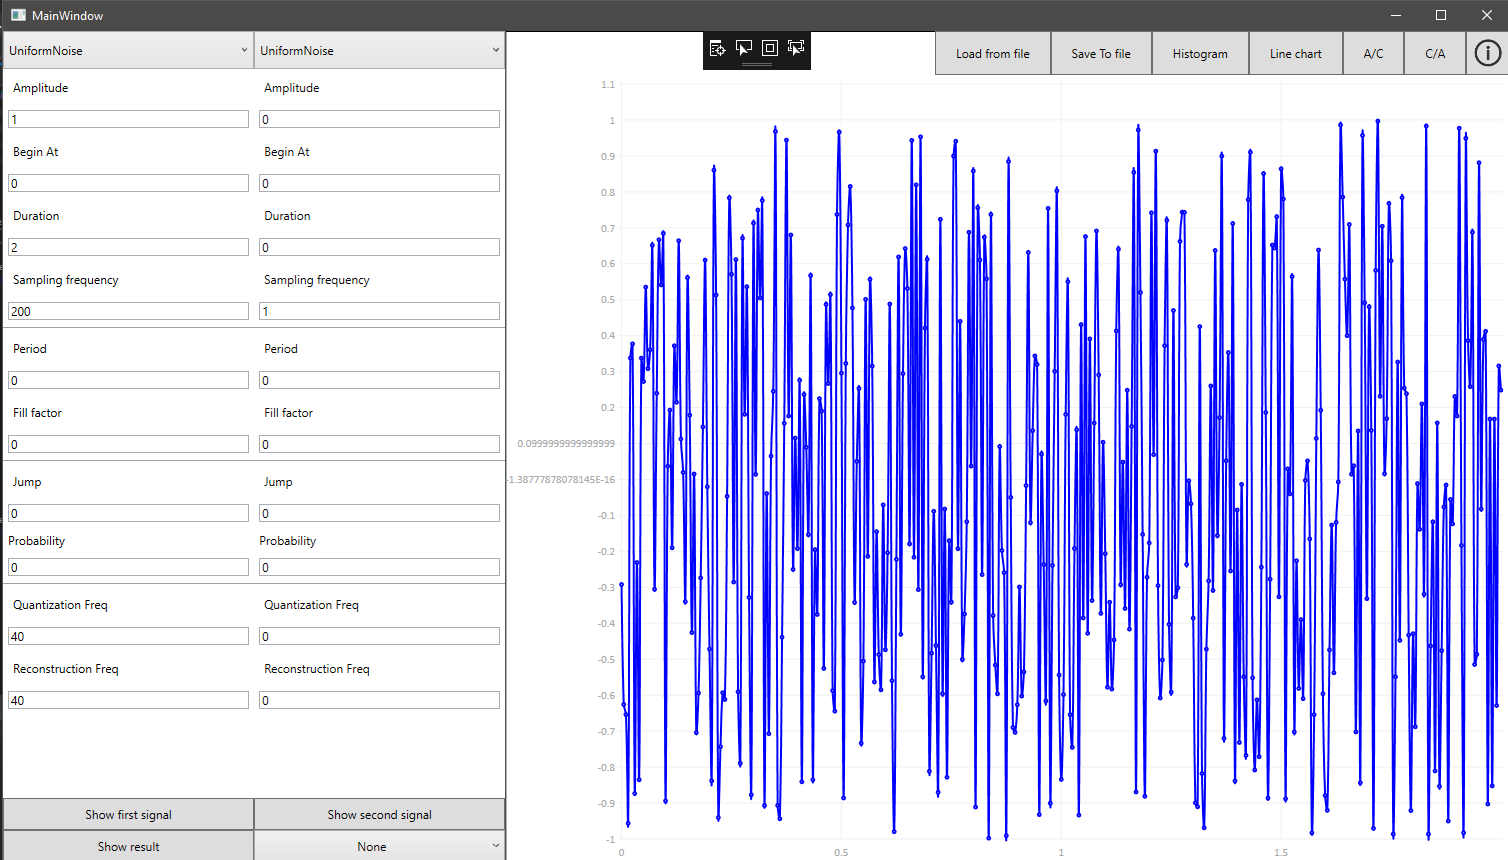 MainWindow
UniformNoise UniformNoise
Load from file Save To file Histogram Line chart A/C C/A
Amplitude Amplitude
1 0
Begin At Begin At
0 0
Duration Duration
2 0
Sampling frequency Sampling frequency
200 1
Period Period
0 0
Fill factor Fill factor
0 0
Jump Jump
0 0
Probability Probability
0 0
Quantization Freq Quantization Freq
40 0
Reconstruction Freq Reconstruction Freq
40 0
Show first signal Show second signal
Show result None
1.1
1
0.9
0.8
0.7
0.6
0.5
0.4
0.3
0.2
0.0999999999999999
-1.38777878078145E-16
-0.1
-0.2
-0.3
-0.4
-0.5
-0.6
-0.7
-0.8
-0.9
-1
0 0.5 1 1.5